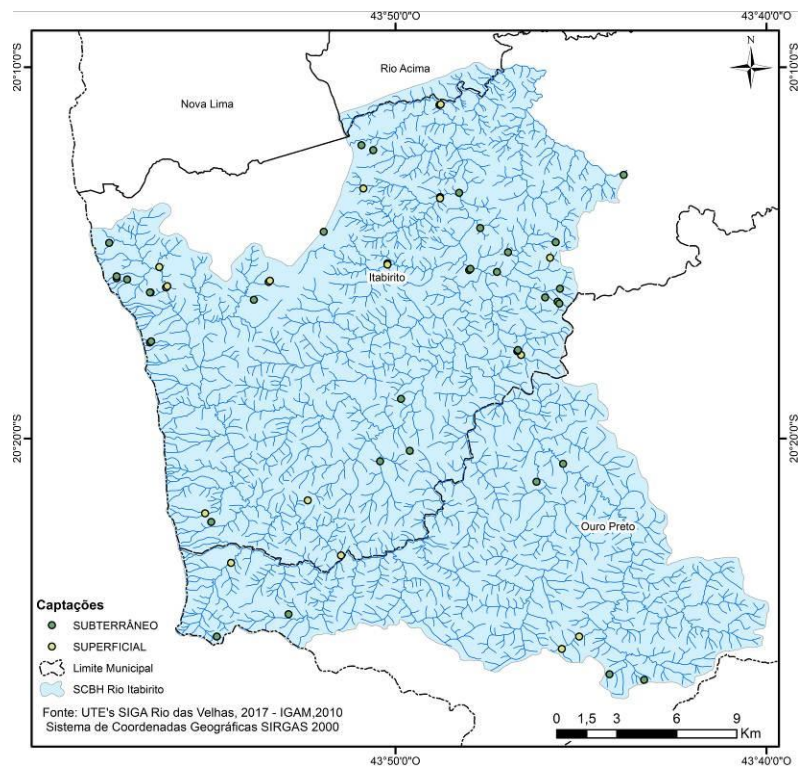 43°50'0"O
43°40'0"O
N
20°10'0"S
20°10'0"S
Rio Acima
Nova Lima
Itabirito
20°20'0"S
20°20'0"S
Ouro Preto
Captações
SUBTERRÂNEO
SUPERFICIAL
Limite Municipal
SCBH Rio Itabirito
Fonte: UTE's SIGA Rio das Velhas, 2017 - IGAM,2010
Sistema de Coordenadas Geográficas SIRGAS 2000
0 1,5 3 6 9
Km
43°50'0"O
43°40'0"O